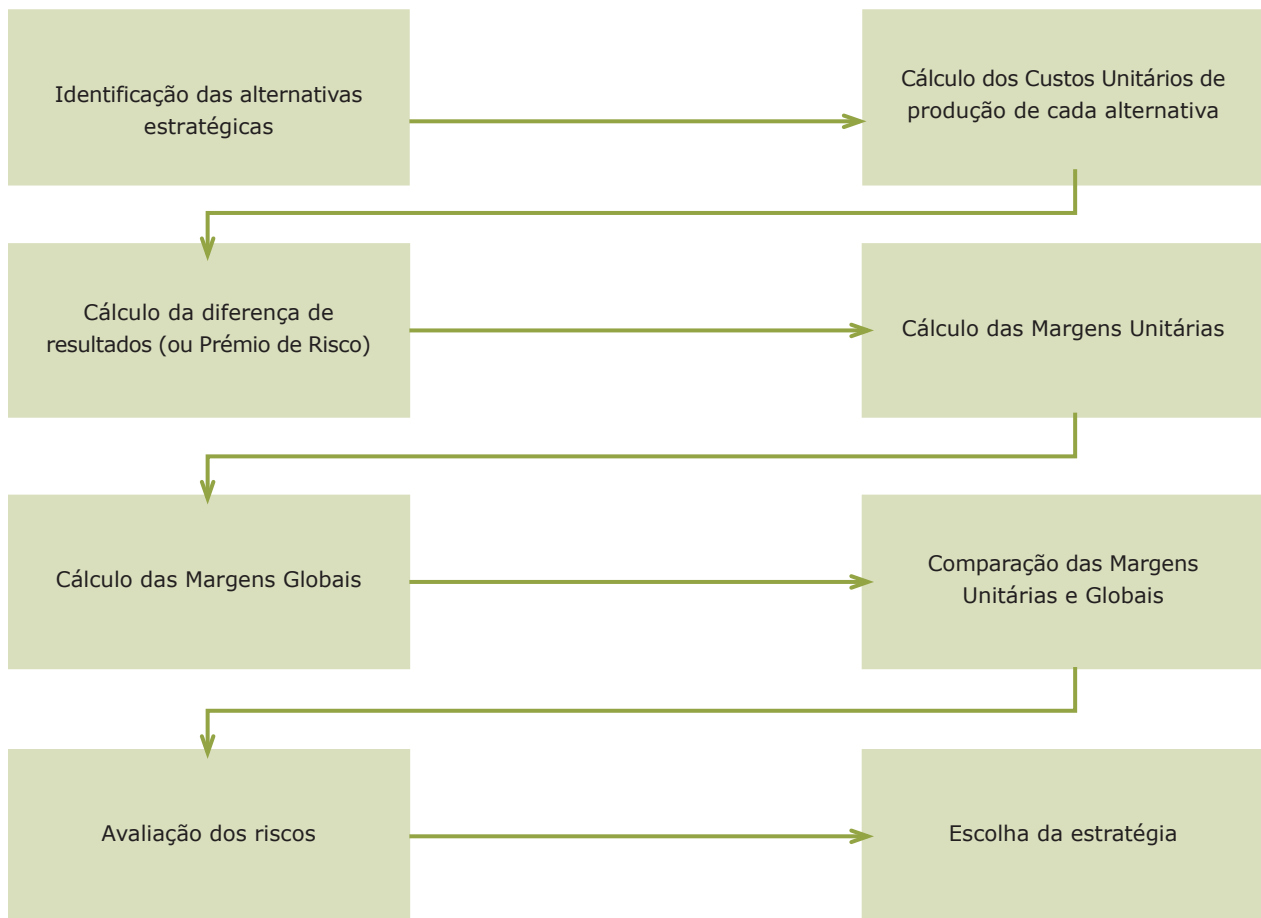 Identificação das alternativas
estratégicas
Cálculo dos Custos Unitários de
produção de cada alternativa
Cálculo da diferença de
resultados (ou Prémio de Risco)
Cálculo das Margens Unitárias
Cálculo das Margens Globais
Comparação das Margens
Unitárias e Globais
Avaliação dos riscos
Escolha da estratégia